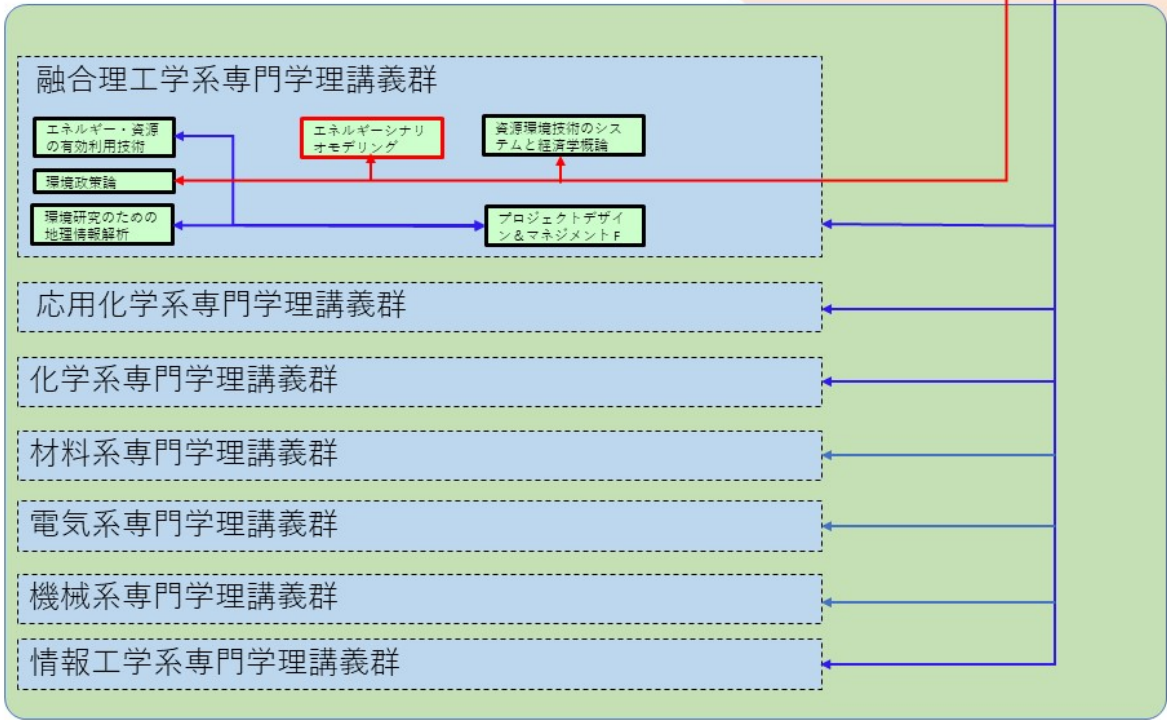 融合理工学系専門学理講義群
エネルギー・資源
の有効利用技術
エネルギーシナリ
オモデリング
資源環境技術のシス
テムと経済学概論
環境政策論
環境研究のための
地理情報解析
プロジェクトデザイ
ン&マネジメントF
応用化学系専門学理講義群
化学系専門学理講義群
材料系専門学理講義群
電気系専門学理講義群
機械系専門学理講義群
情報工学系専門学理講義群